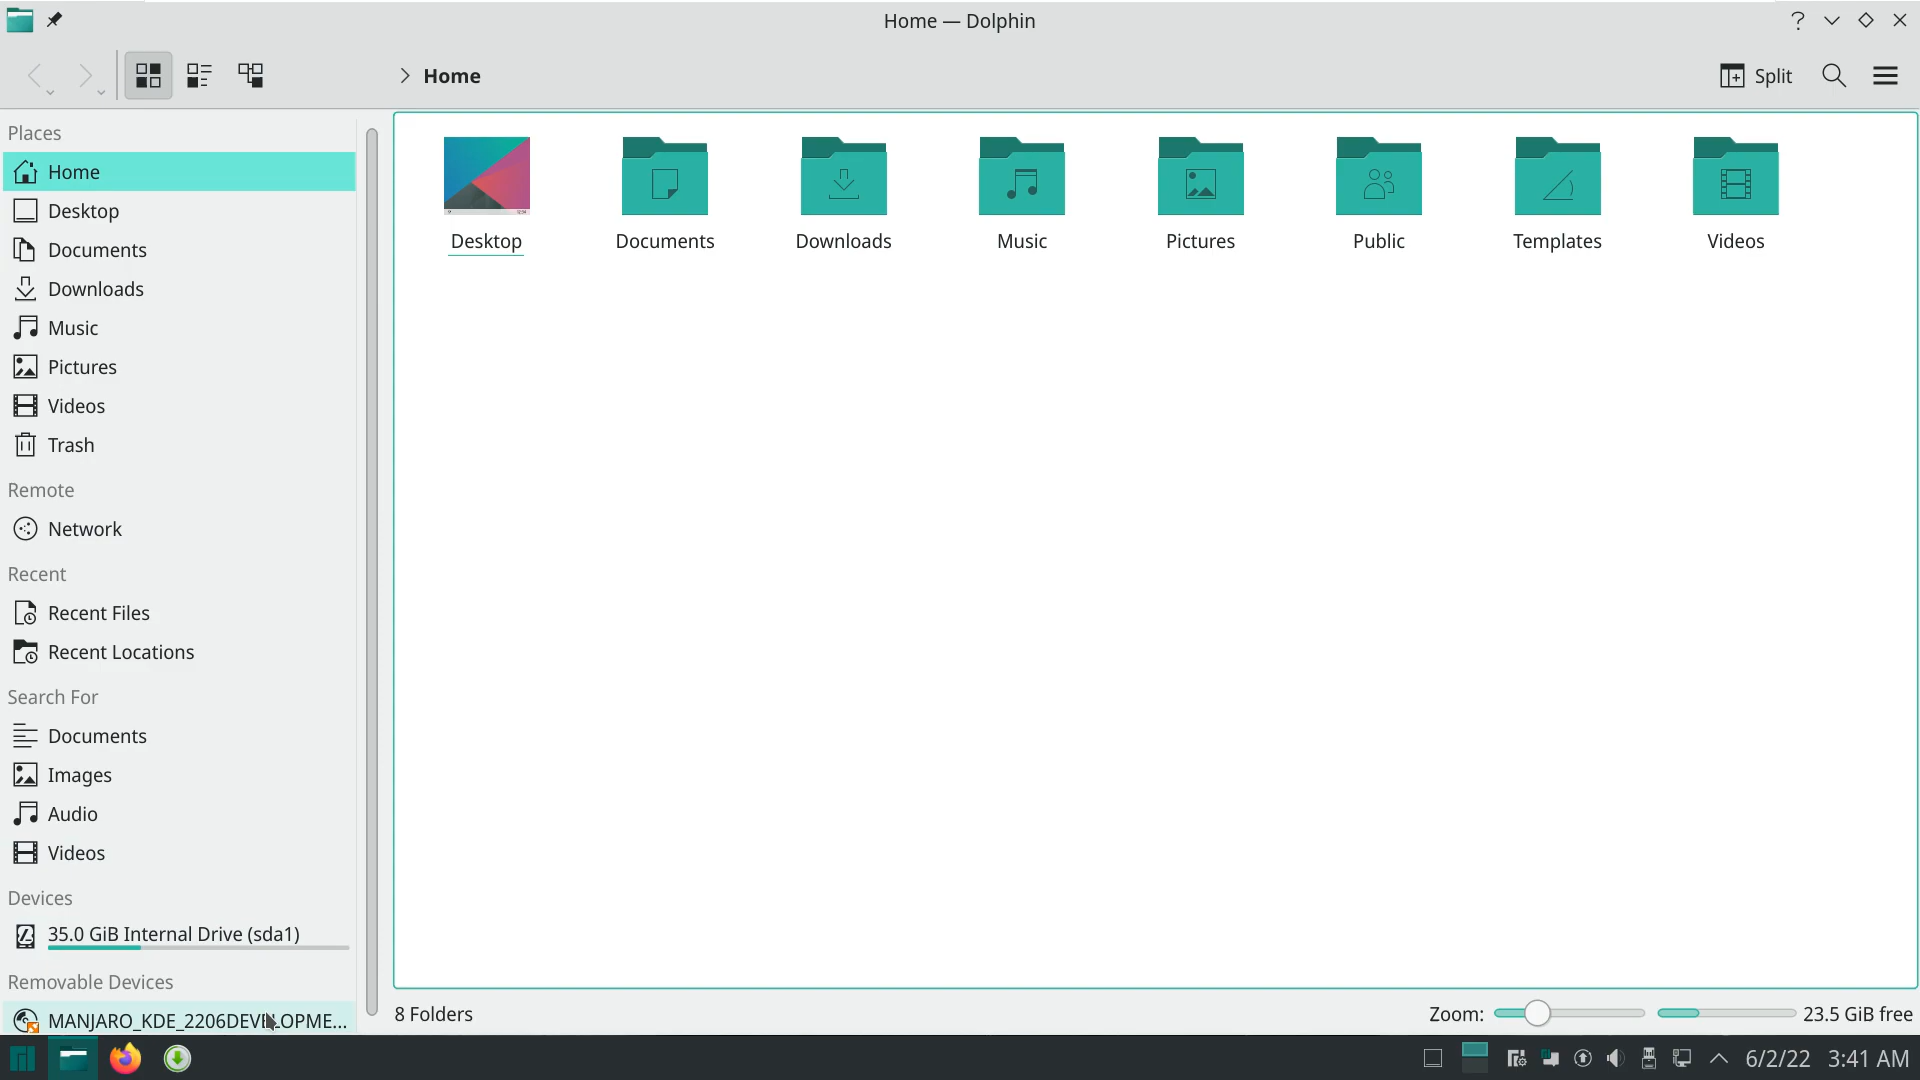 Home — Dolphin
Home
Split
Places
Home
Desktop
Documents
Downloads
Music
Pictures
Videos
Trash
Remote
Network
Recent
Recent Files
Recent Locations
Search For
Documents
Images
Audio
Videos
Devices
35.0 GiB Internal Drive (sda1)
Removable Devices
MANJARO_KDE_2206DEVELOPME...
Desktop
Documents
Downloads
Music
Pictures
Public
Templates
Videos
8 Folders
Zoom:
23.5 GiB free
6/2/22
3:41 AM